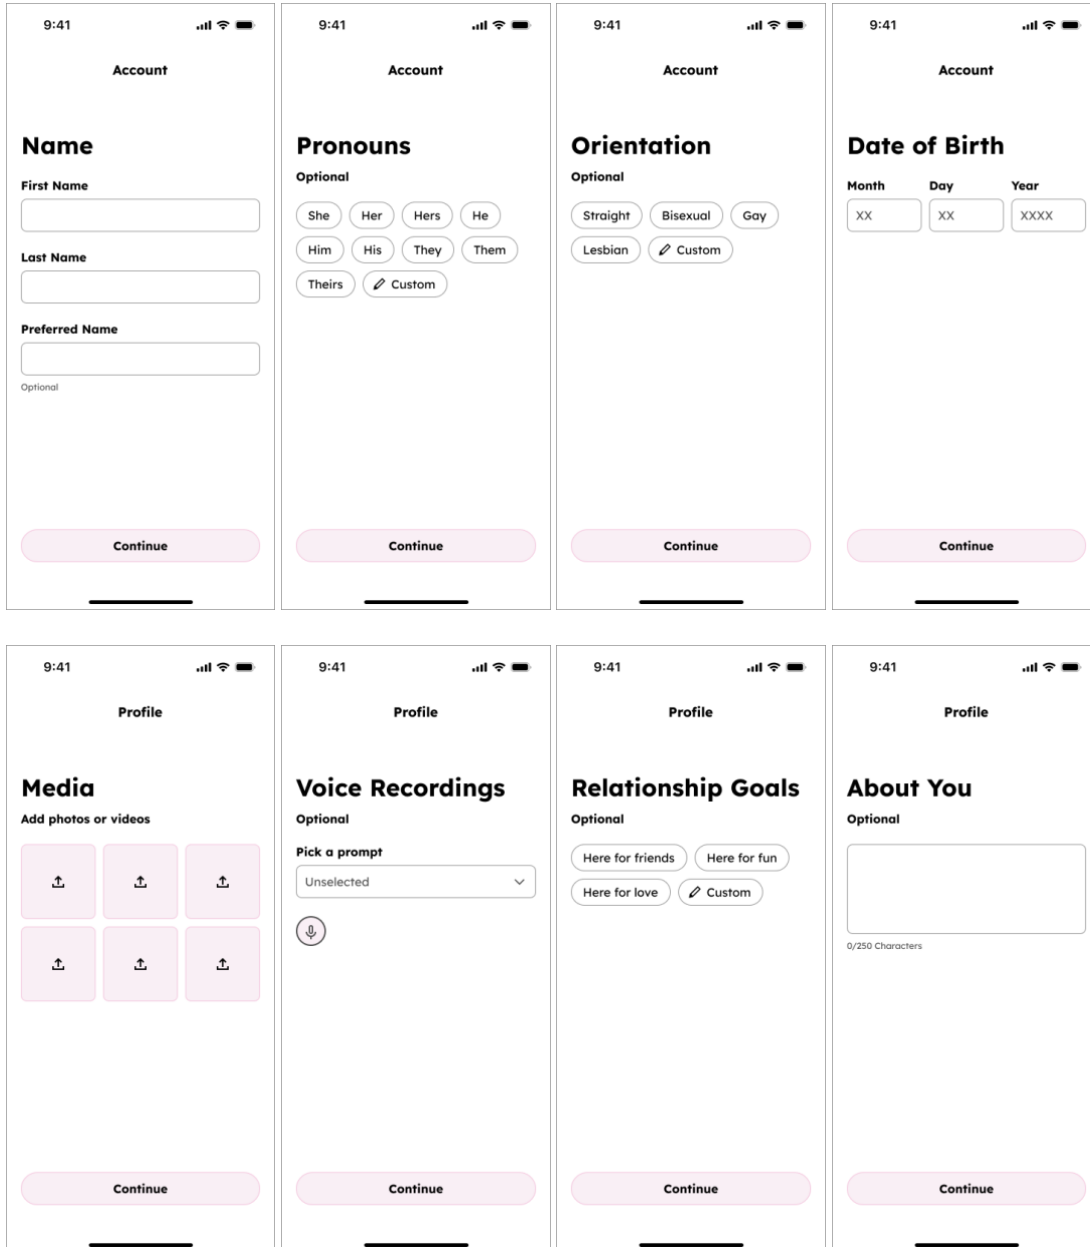 9:41
Account
Name
First Name
Last Name
Preferred Name
Optional
Continue
9:41
Account
Pronouns
Optional
She Her Hers He
Him His They Them
Theirs Custom
Continue
9:41
Account
Orientation
Optional
Straight Bisexual Gay
Lesbian Custom
Continue
9:41
Account
Date of Birth
Month Day Year
XX XX XXXX
Continue
9:41
Profile
Media
Add photos or videos
Continue
9:41
Profile
Voice Recordings
Optional
Pick a prompt
Unselected
Continue
9:41
Profile
Relationship Goals
Optional
Here for friends Here for fun
Here for love Custom
Continue
9:41
Profile
About You
Optional
0/250 Characters
Continue